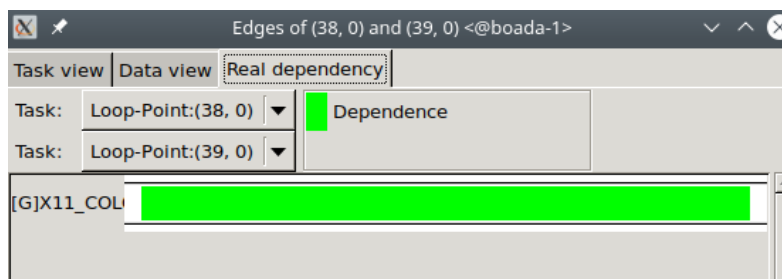 Edges of (38, 0) and (39, 0) <@boada-1>
Task view Data view Real dependency
Task: Loop-Point:(38, 0) Dependence
Task: Loop-Point:(39, 0)
[G]X11_COL